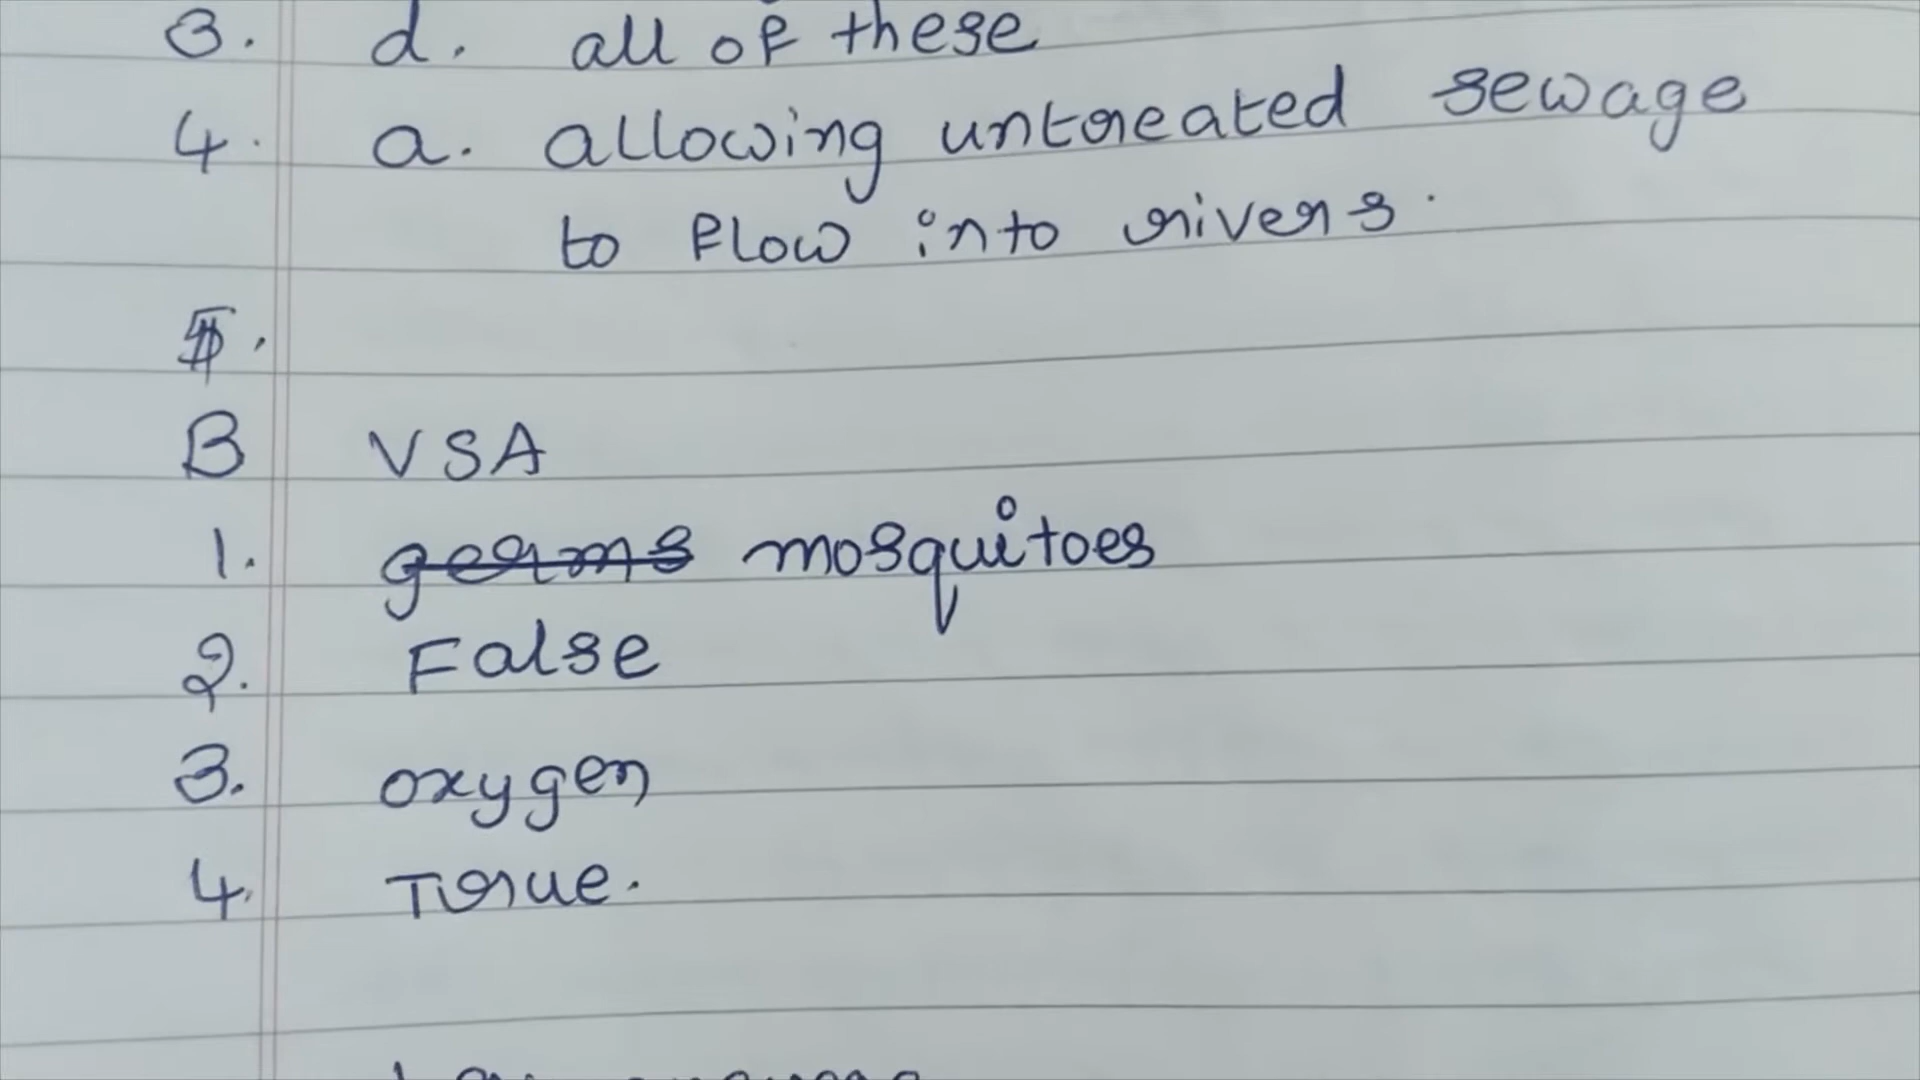 3. d. all of these
4. a. allowing untreated sewage
to flow into rivers.
B VSA
1. germs mosquitoes
2. False
3. oxygen
4. True.